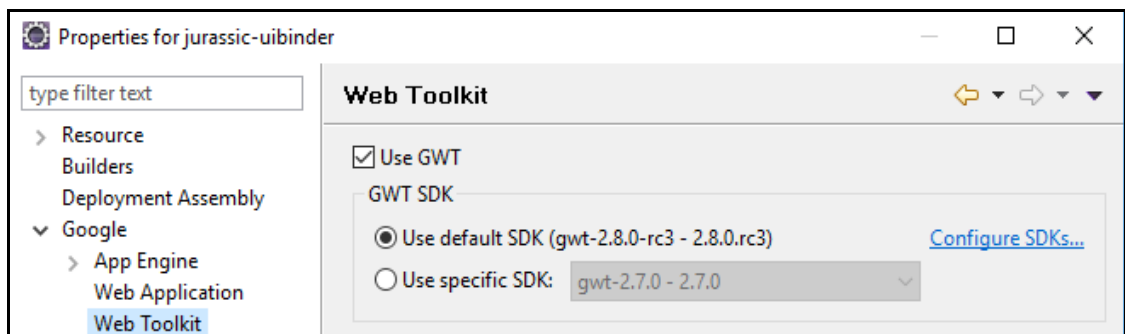 Properties for jurassic-uibinder
type filter text
Web Toolkit
Resource
Builders
Deployment Assembly
Google
App Engine
Web Application
Web Toolkit
Use GWT
GWT SDK
Use default SDK (gwt-2.8.0-rc3 - 2.8.0.rc3)
Configure SDKs...
Use specific SDK:
gwt-2.7.0 - 2.7.0